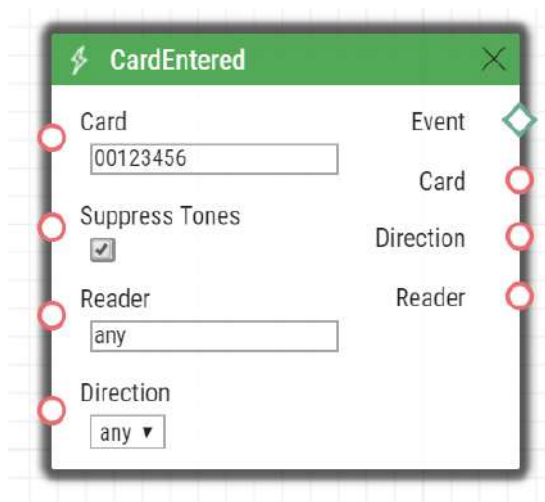 CardEntered
Card
00123456
Suppress Tones
Reader
any
Direction
any
Event
Card
Direction
Reader